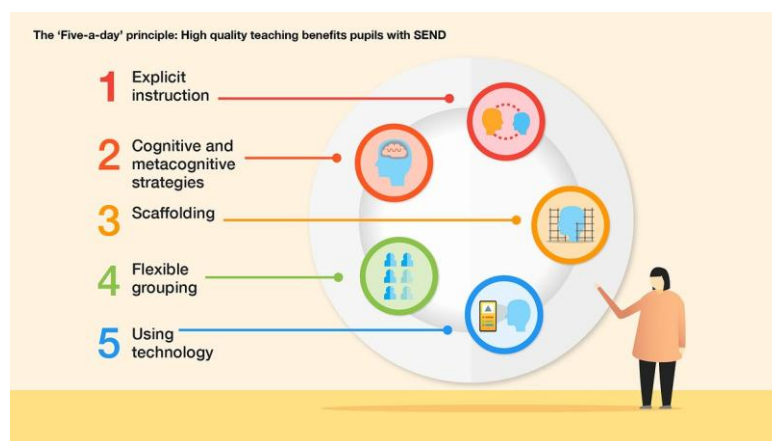 The ‘Five-a-day’ principle: High quality teaching benefits pupils with SEND
1 Explicit
instruction
2 Cognitive and
metacognitive
strategies
3 Scaffolding
4 Flexible
grouping
5 Using
technology